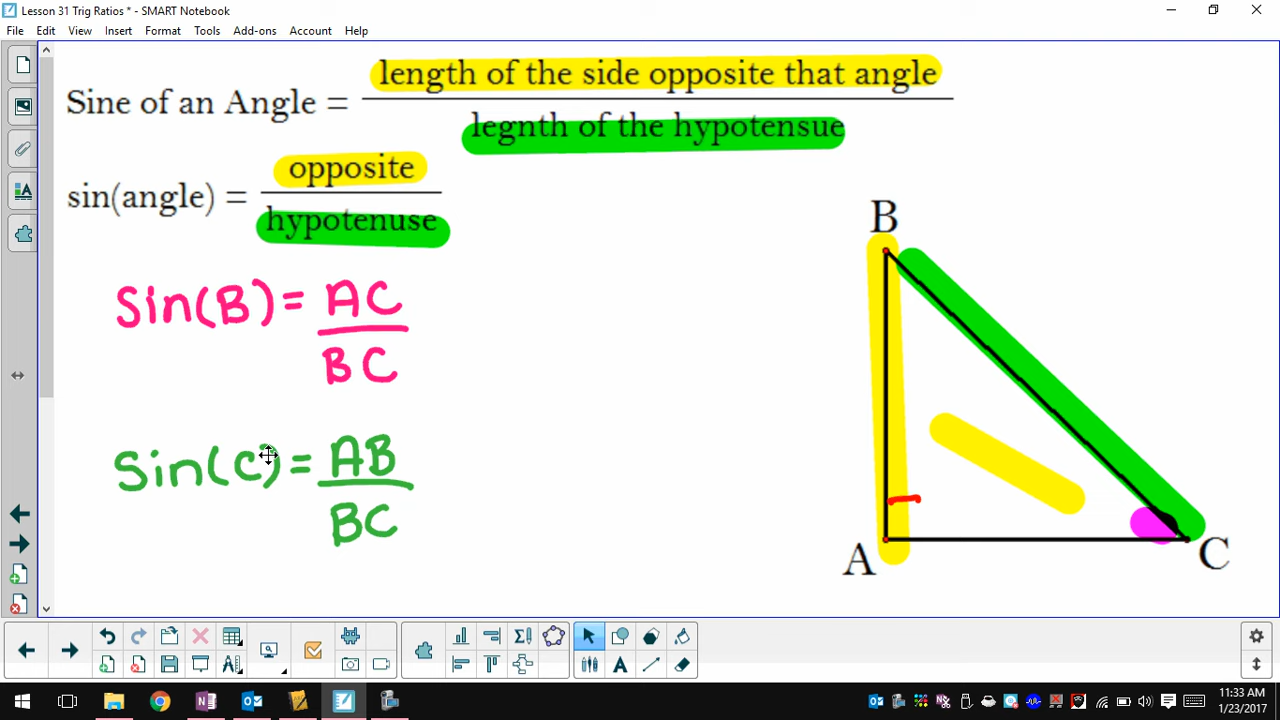 Lesson 31 Trig Ratios * - SMART Notebook
File Edit View Insert Format Tools Add-ons Account Help
Sine of an Angle = length of the side opposite that angle
legnth of the hypotensue
sin(angle) = opposite
hypotenuse
Sin(B) = AC
BC
Sin(C) = AB
BC
B
A
C
11:33 AM
1/23/2017